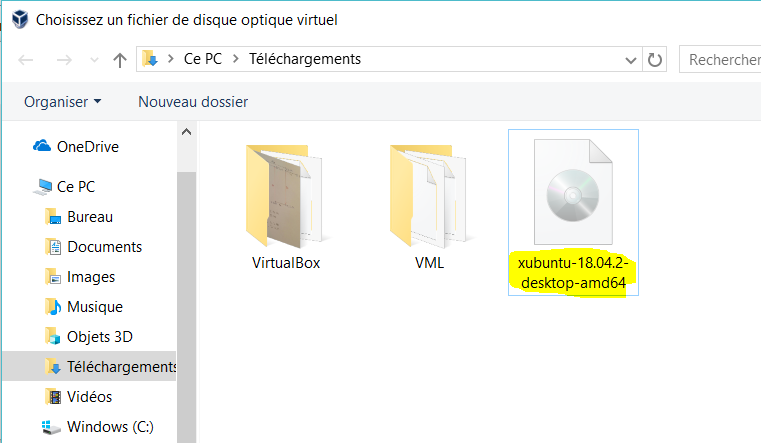 Choisissez un fichier de disque optique virtuel
Ce PC
Téléchargements
Rechercher
Organiser
Nouveau dossier
OneDrive
Ce PC
Bureau
Documents
Images
Musique
Objets 3D
Téléchargements
Vidéos
Windows (C:)
VirtualBox
VML
xubuntu-18.04.2-
desktop-amd64